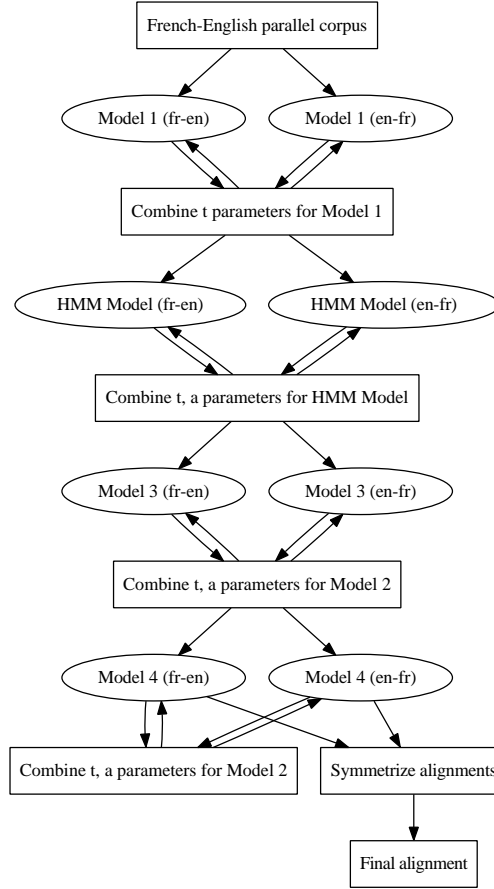 French-English parallel corpus
Model 1 (fr-en)
Model 1 (en-fr)
Combine t parameters for Model 1
HMM Model (fr-en)
HMM Model (en-fr)
Combine t, a parameters for HMM Model
Model 3 (fr-en)
Model 3 (en-fr)
Combine t, a parameters for Model 2
Model 4 (fr-en)
Model 4 (en-fr)
Combine t, a parameters for Model 2
Symmetrize alignments
Final alignment